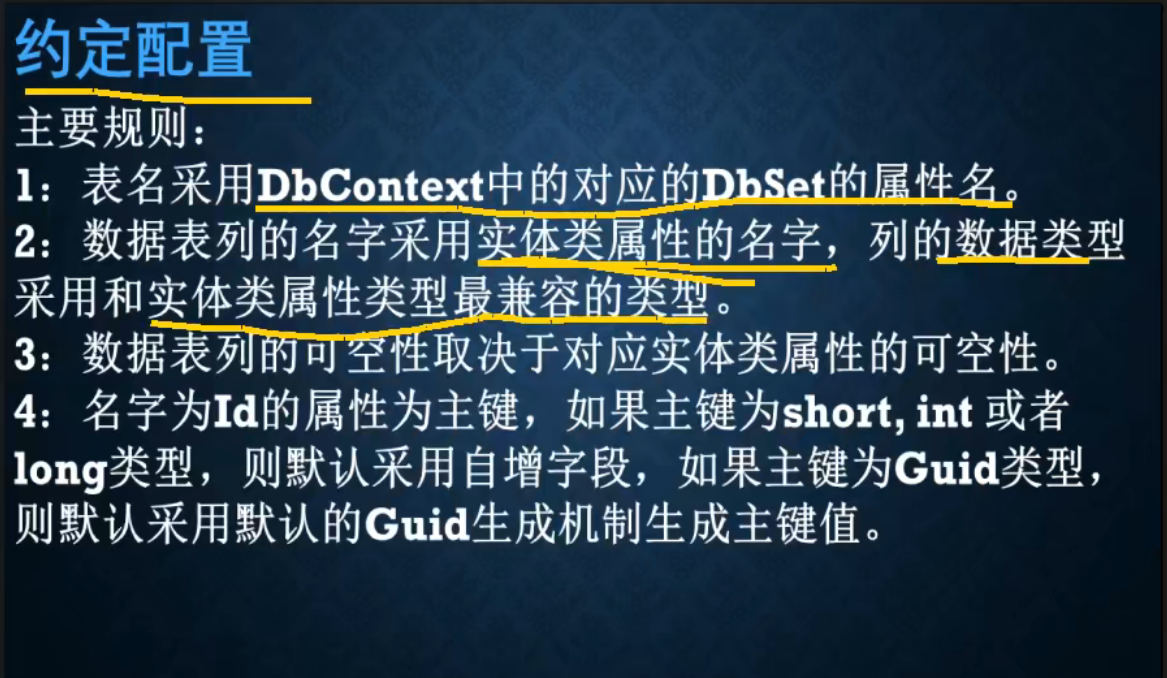 约定配置
主要规则：
1：表名采用DbContext中的对应的DbSet的属性名。
2：数据表列的名字采用实体类属性的名字，列的数据类型
采用和实体类属性类型最兼容的类型。
3：数据表列的可空性取决于对应实体类属性的可空性。
4：名字为Id的属性为主键，如果主键为short, int 或者
long类型，则默认采用自增字段，如果主键为Guid类型，
则默认采用默认的Guid生成机制生成主键值。